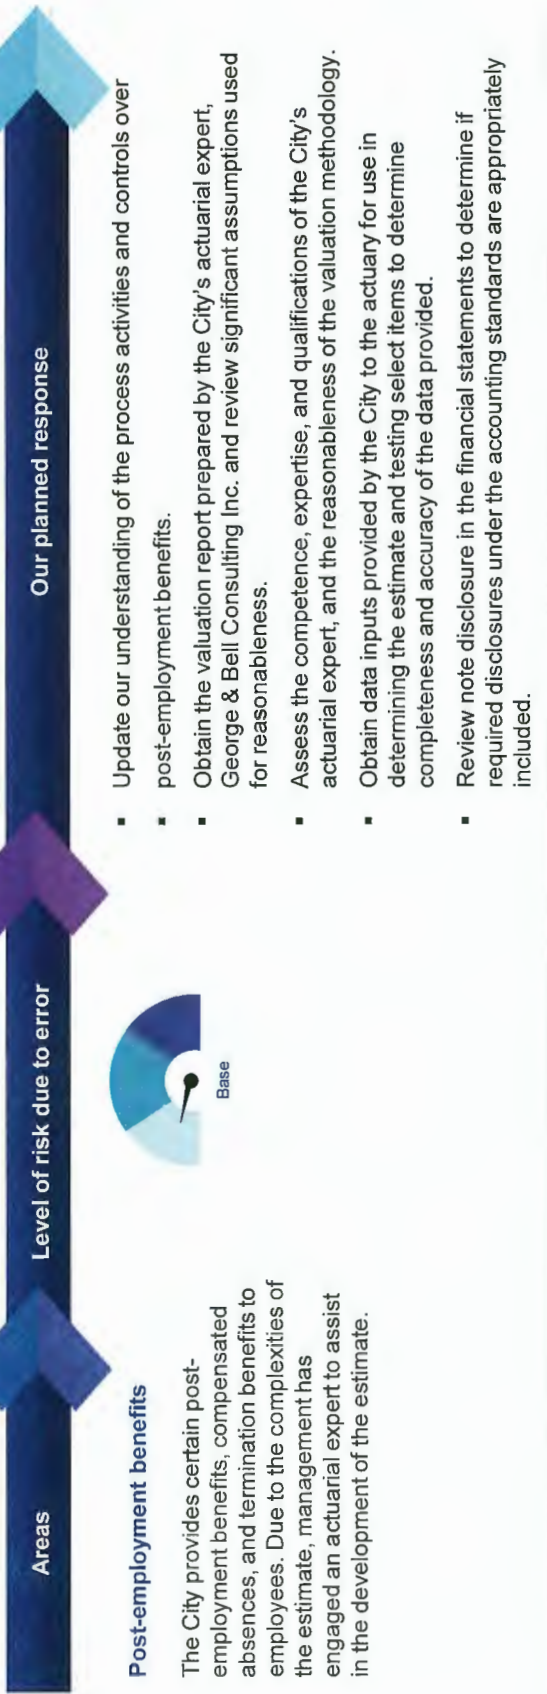 Areas
Level of risk due to error
Our planned response
Post-employment benefits
The City provides certain post-
employment benefits, compensated
absences, and termination benefits to
employees. Due to the complexities of
the estimate, management has
engaged an actuarial expert to assist
in the development of the estimate.
Base
▪ Update our understanding of the process activities and controls over
▪ post-employment benefits.
▪ Obtain the valuation report prepared by the City's actuarial expert,
George & Bell Consulting Inc. and review significant assumptions used
for reasonableness.
▪ Assess the competence, expertise, and qualifications of the City's
actuarial expert, and the reasonableness of the valuation methodology.
▪ Obtain data inputs provided by the City to the actuary for use in
determining the estimate and testing select items to determine
completeness and accuracy of the data provided.
▪ Review note disclosure in the financial statements to determine if
required disclosures under the accounting standards are appropriately
included.